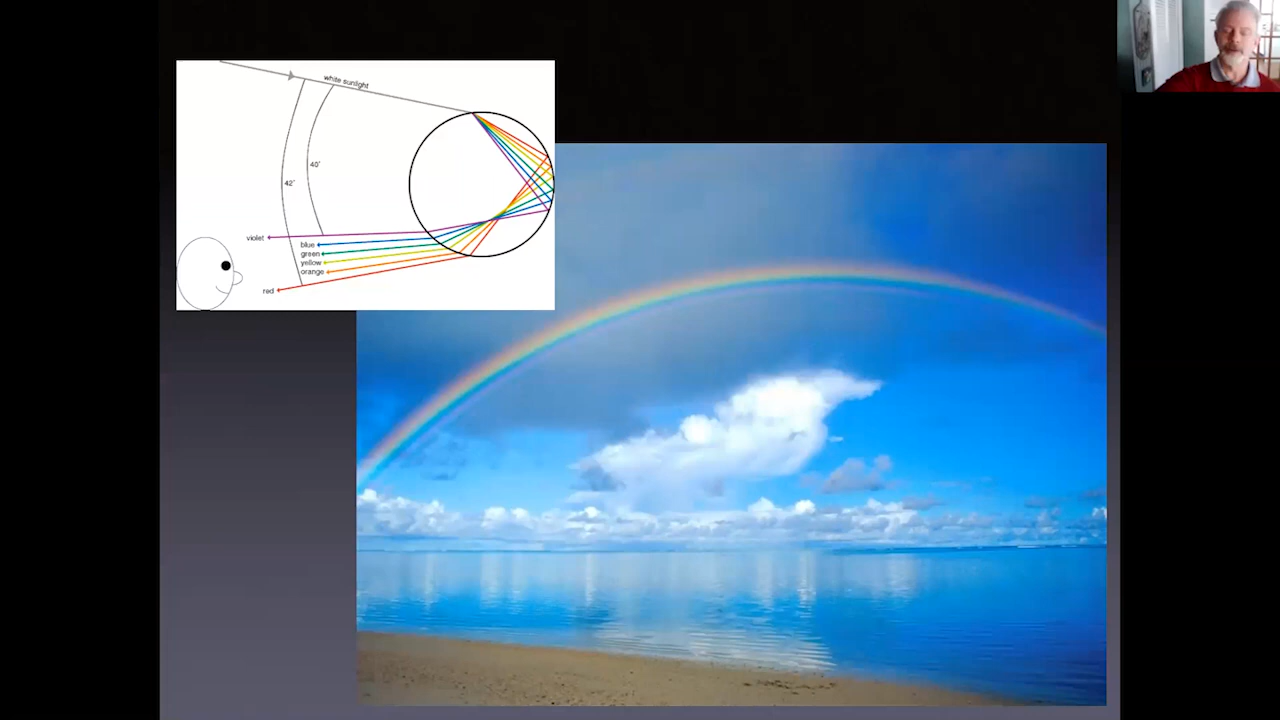 white sunlight
40°
42°
violet
blue
green
yellow
orange
red